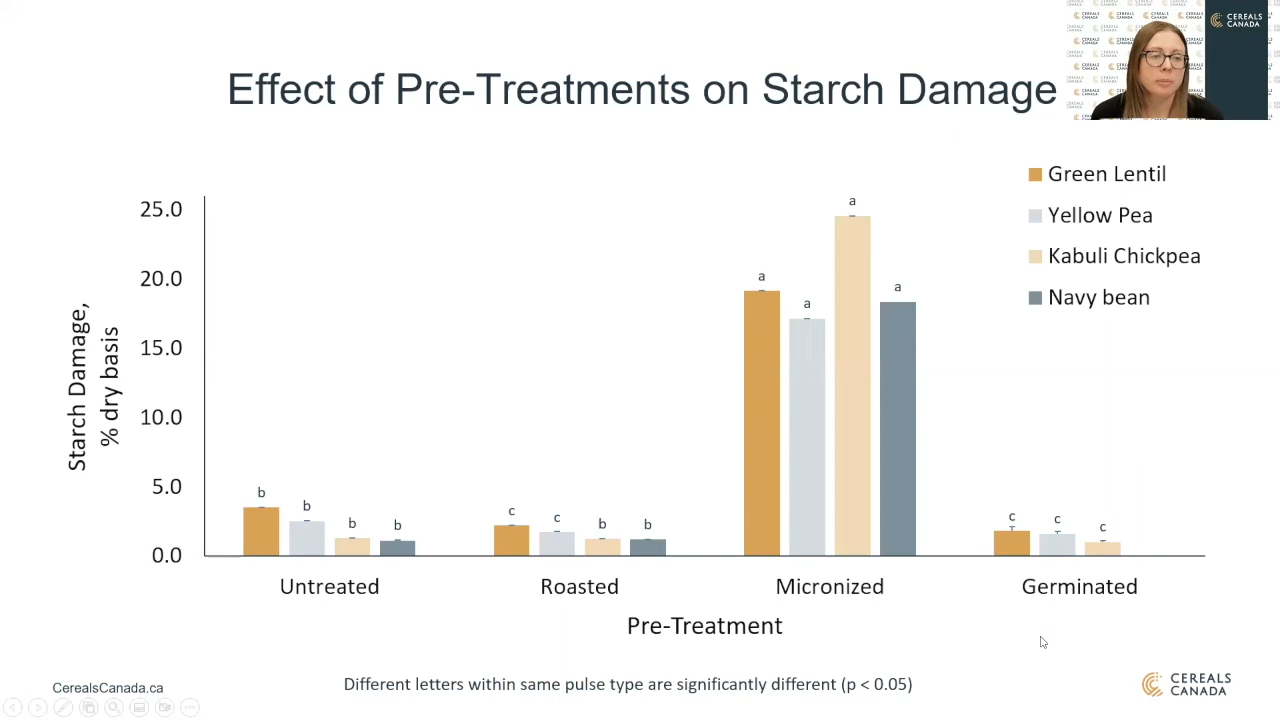 Effect of Pre-Treatments on Starch Damage
CEREALS
CANADA
Green Lentil
Yellow Pea
Kabuli Chickpea
Navy bean
Starch Damage,
% dry basis
25.0
20.0
15.0
10.0
5.0
0.0
b
b
b
b
c
c
b
b
a
a
a
a
c
c
c
Untreated
Roasted
Micronized
Germinated
Pre-Treatment
Different letters within same pulse type are significantly different (p < 0.05)
CerealsCanada.ca
CEREALS
CANADA